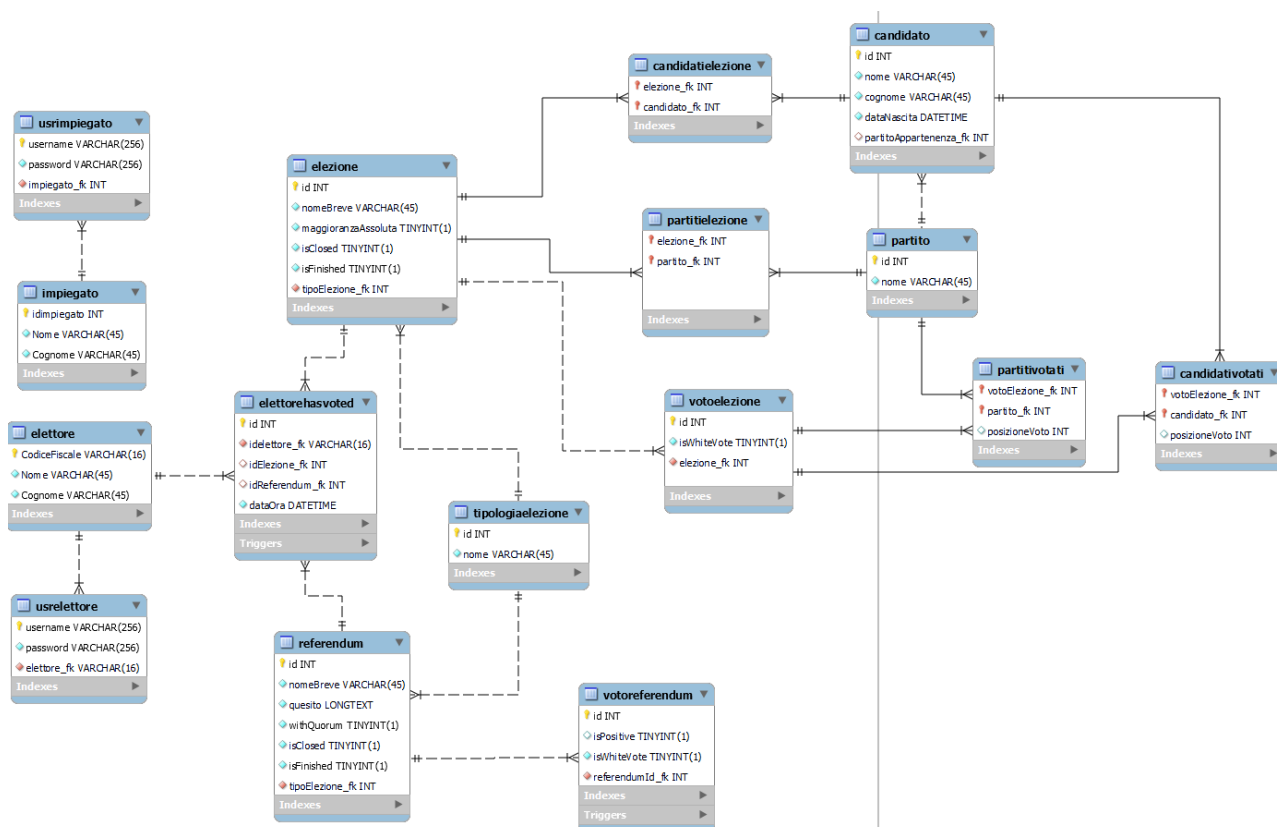 candidato
id INT
nome VARCHAR(45)
cognome VARCHAR(45)
dataNascita DATETIME
partitoAppartenenza_fk INT
Indexes
candidatielezione
elezione_fk INT
candidato_fk INT
Indexes
usrimpiegato
username VARCHAR(256)
password VARCHAR(256)
impiegato_fk INT
Indexes
elezione
id INT
nomeBreve VARCHAR(45)
maggioranzaAssoluta TINYINT(1)
isClosed TINYINT(1)
isFinished TINYINT(1)
tipoElezione_fk INT
Indexes
partitielezione
elezione_fk INT
partito_fk INT
Indexes
partito
id INT
nome VARCHAR(45)
Indexes
impiegato
idimpiegato INT
Nome VARCHAR(45)
Cognome VARCHAR(45)
Indexes
partitivotati
votoElezione_fk INT
partito_fk INT
posizioneVoto INT
Indexes
candidativotati
votoElezione_fk INT
candidato_fk INT
posizioneVoto INT
Indexes
elettorehasvoted
id INT
idelettore_fk VARCHAR(16)
idElezione_fk INT
idReferendum_fk INT
dataOra DATETIME
Indexes
Triggers
votoelezione
id INT
isWhiteVote TINYINT(1)
elezione_fk INT
Indexes
elettore
CodiceFiscale VARCHAR(16)
Nome VARCHAR(45)
Cognome VARCHAR(45)
Indexes
tipologiaelezione
id INT
nome VARCHAR(45)
Indexes
usrelettore
username VARCHAR(256)
password VARCHAR(256)
elettore_fk VARCHAR(16)
Indexes
referendum
id INT
nomeBreve VARCHAR(45)
quesito LONGTEXT
withQuorum TINYINT(1)
isClosed TINYINT(1)
isFinished TINYINT(1)
tipoElezione_fk INT
Indexes
votoreferendum
id INT
isPositive TINYINT(1)
isWhiteVote TINYINT(1)
referendumId_fk INT
Indexes
Triggers